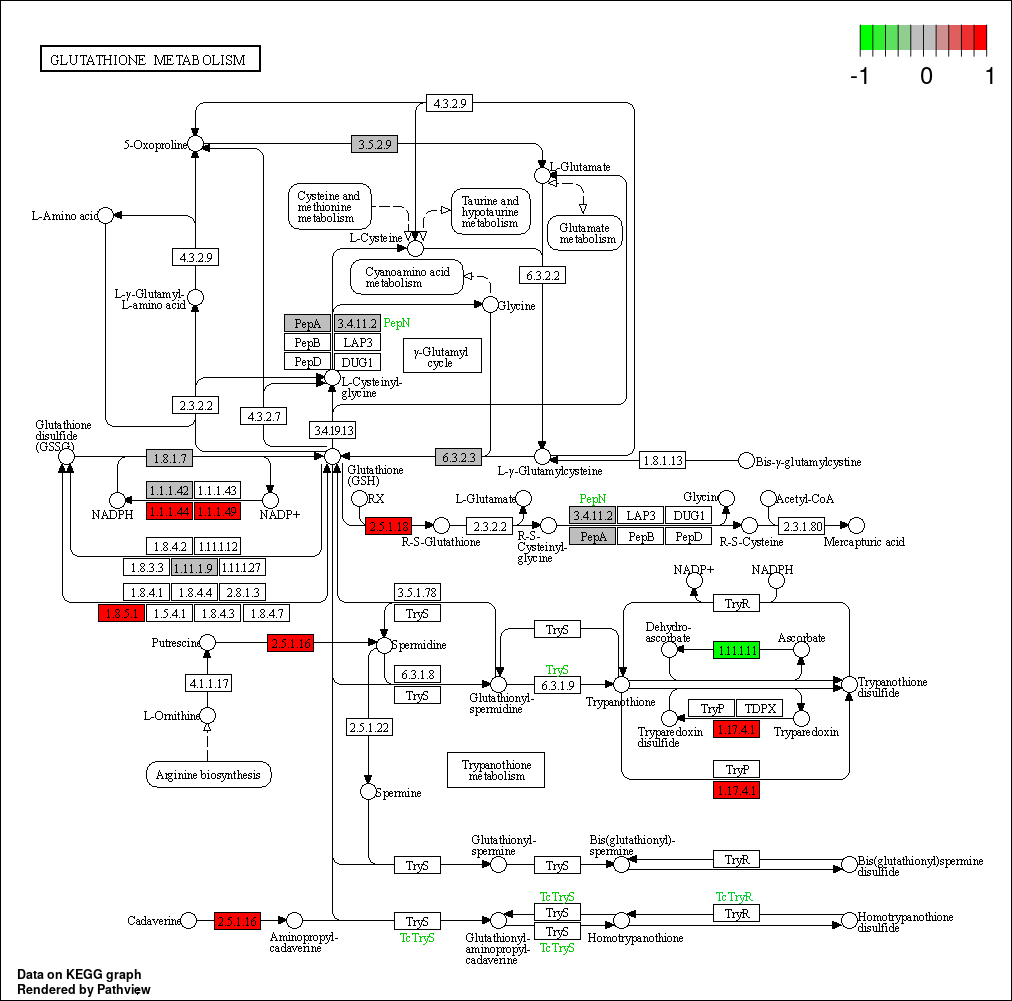 GLUTATHIONE METABOLISM
-1 0 1
4.3.2.9
5-Oxoproline
3.5.2.9
L-Glutamate
Cysteine and
methionine
metabolism
Taurine and
hypotaurine
metabolism
Glutamate
metabolism
L-Amino acid
L-Cysteine
4.3.2.9
6.3.2.2
Cyanoamino acid
metabolism
L-γ-Glutamyl-
L-amino acid
Glycine
PepA 3.4.11.2 PepN
PepB LAP3
PepD DUG1
γ-Glutamyl
cycle
L-Cysteinyl-
glycine
2.3.2.2
4.3.2.7
3.4.19.13
Glutathione
disulfide
(GSSG)
1.8.1.7
6.3.2.3
1.8.1.13
Bis-γ-glutamylcystine
L-γ-Glutamylcysteine
Glutathione
(GSH)
1.1.1.42 1.1.1.43
1.1.1.44 1.1.1.49
NADPH
NADP+
RX
L-Glutamate
PepN
Glycine
Acetyl-CoA
2.5.1.18
R-S-Glutathione
2.3.2.2
R-S-
Cysteinyl-
glycine
3.4.11.2 LAP3 DUG1
PepA PepB PepD
R-S-Cysteine
2.3.1.80
Mercapturic acid
1.8.4.2 1.11.1.12
1.8.3.3 1.11.1.9 1.11.1.27
1.8.4.1 1.8.4.4 2.8.1.3
1.8.5.1 1.5.4.1 1.8.4.3 1.8.4.7
NADP+
NADPH
3.5.1.78
TryS
TryR
Putrescine
2.5.1.16
Spermidine
TryS
Dehydro-
ascorbate
Ascorbate
1.11.1.11
6.3.1.8
TryS
4.1.1.17
TryS
6.3.1.9
Glutathionyl-
spermidine
Trypanothione
Trypanothione
disulfide
L-Ornithine
2.5.1.22
TryP TDPX
1.17.4.1
Tryparedoxin
disulfide
Tryparedoxin
Arginine biosynthesis
Trypanothione
metabolism
TryP
1.17.4.1
Spermine
Glutathionyl-
spermine
Bis(glutathionyl)-
spermine
TryS
TryS
TryR
Bis(glutathionyl)spermine
disulfide
Cadaverine
2.5.1.16
Aminopropyl-
cadaverine
TryS
TcTryS
Glutathionyl-
aminopropyl-
cadaverine
TcTryS
TryS
TryS
TcTryS
Homotrypanothione
TcTryR
TryR
Homotrypanothione
disulfide
Data on KEGG graph
Rendered by Pathview